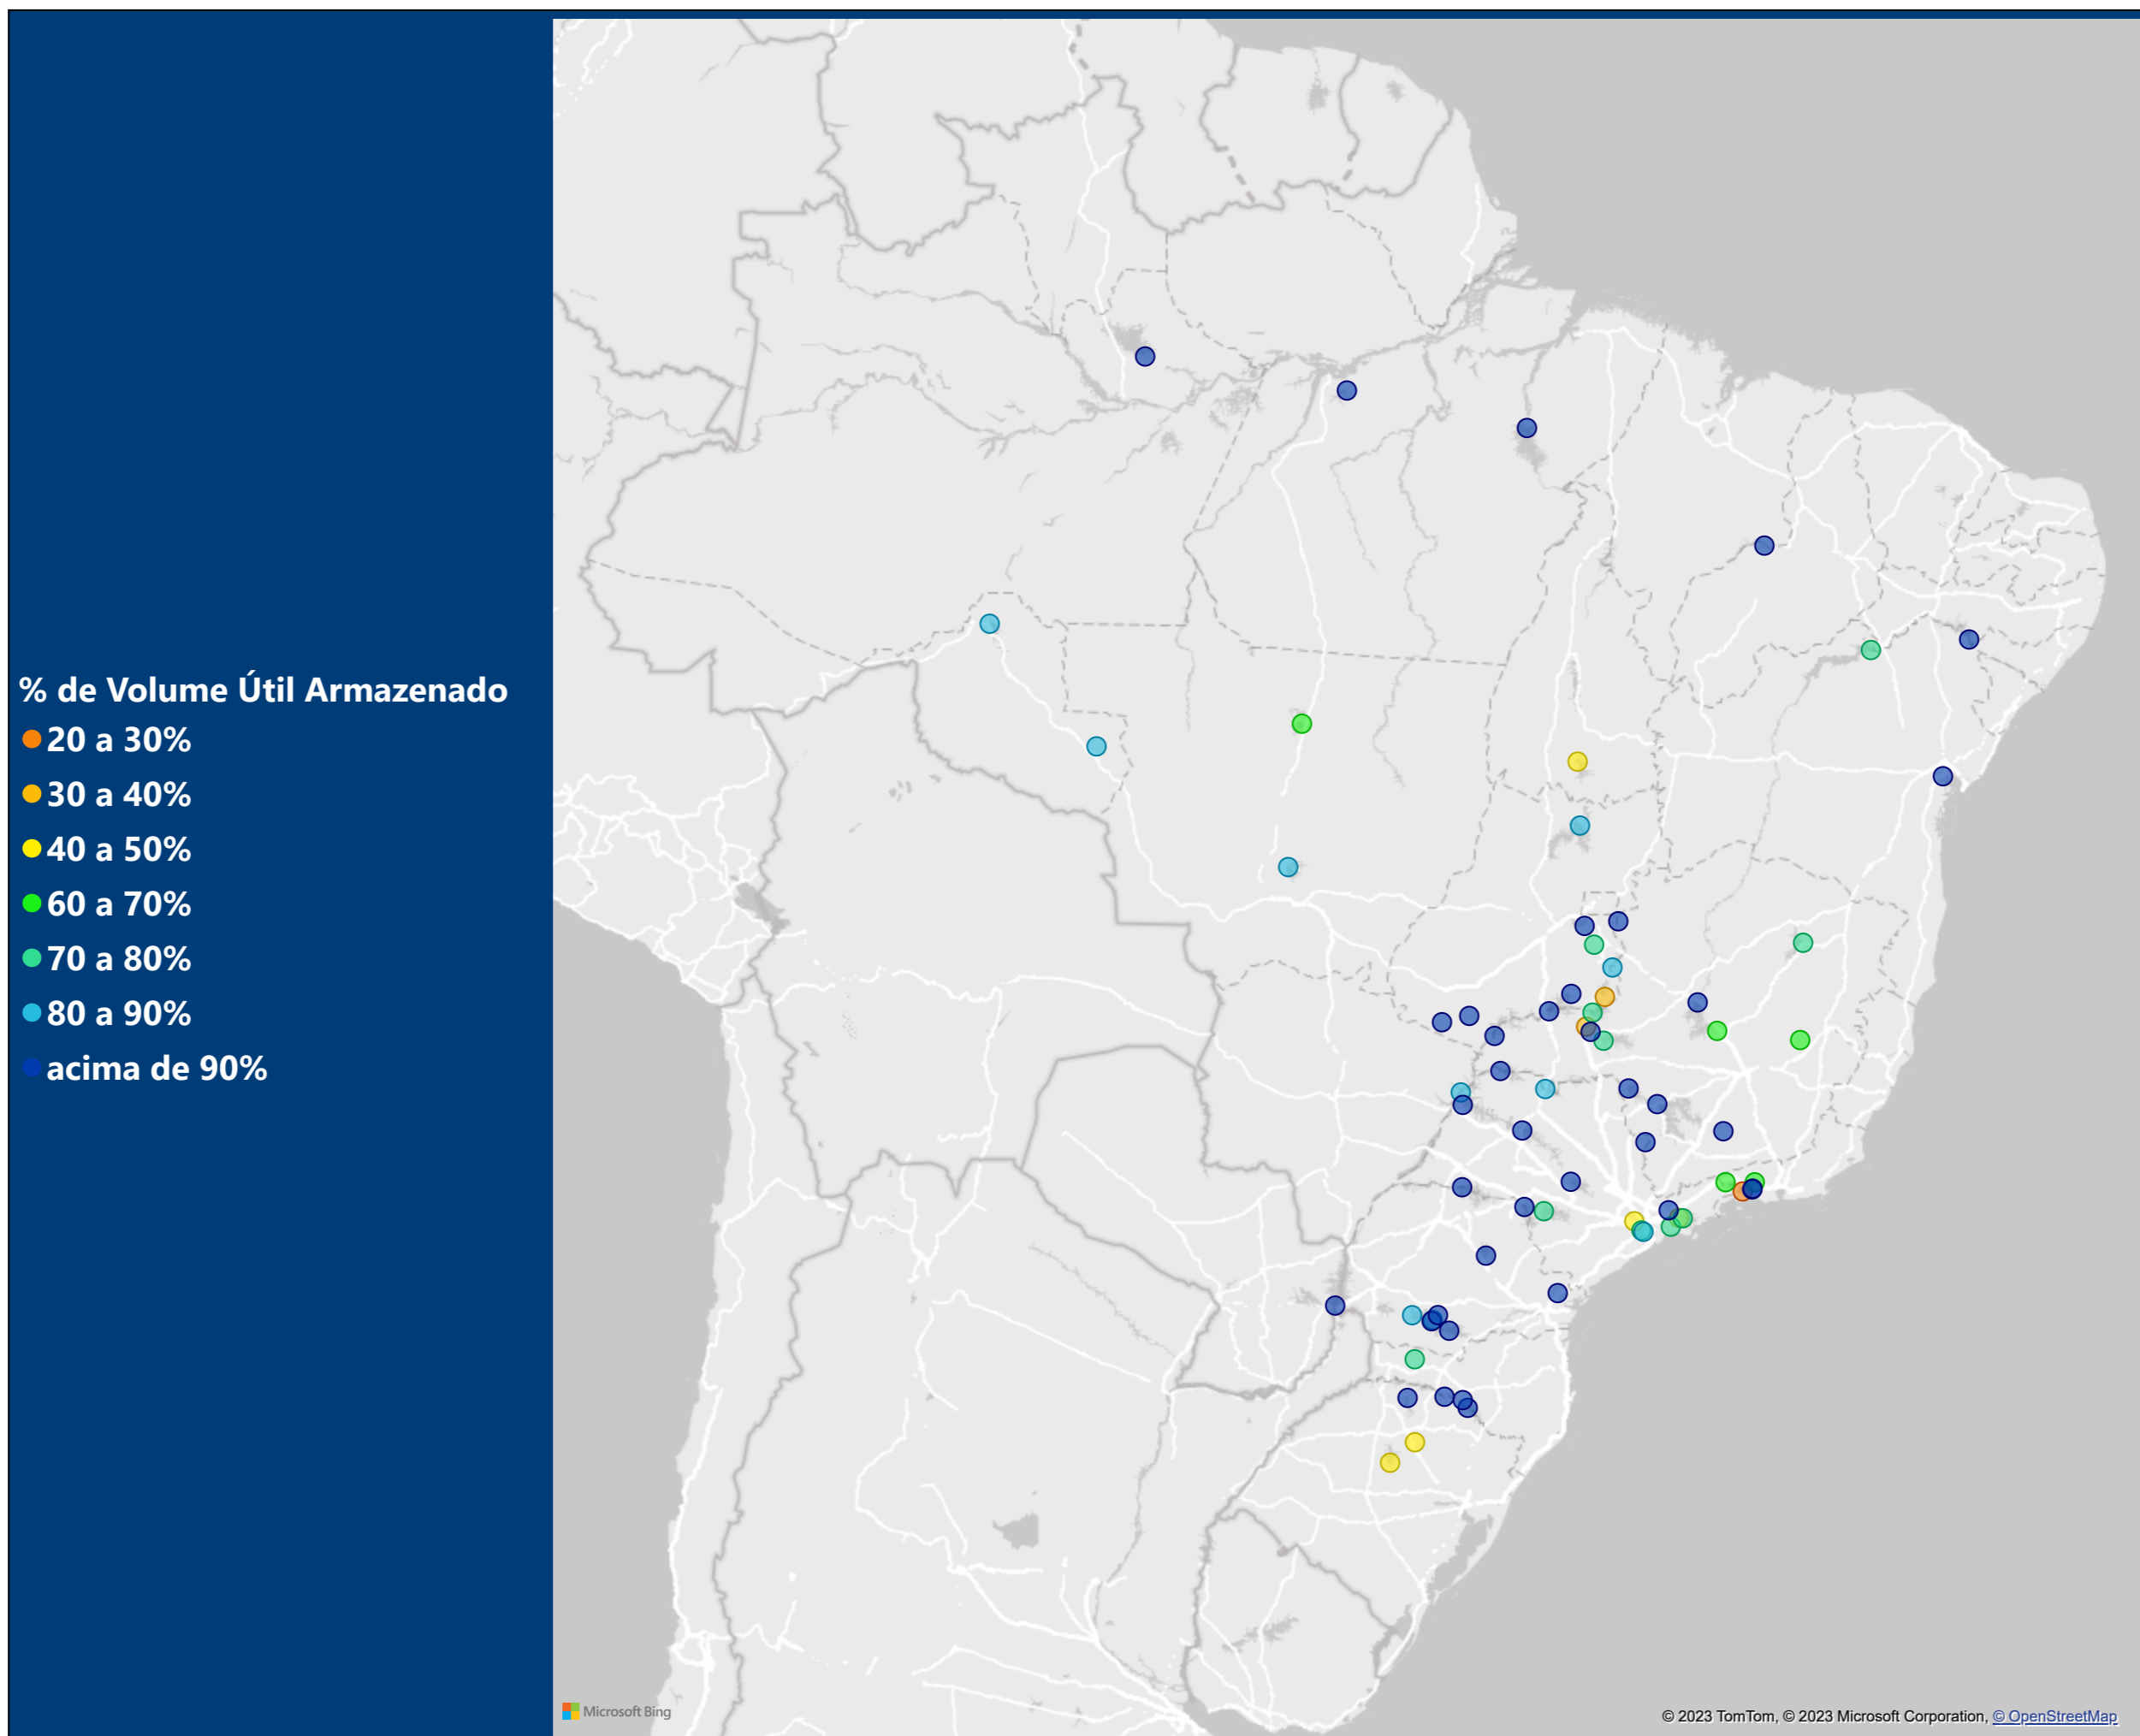 % de Volume Útil Armazenado
20 a 30%
30 a 40%
40 a 50%
60 a 70%
70 a 80%
80 a 90%
acima de 90%
Microsoft Bing
© 2023 TomTom, © 2023 Microsoft Corporation, © OpenStreetMap